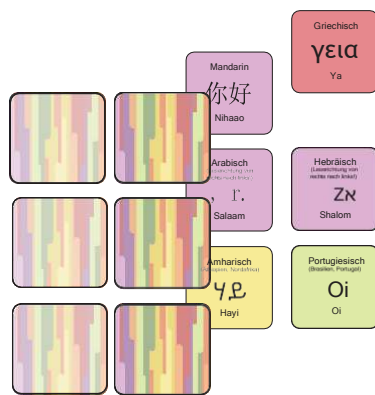 Griechisch
γεια
Ya
Mandarin
你好
Nihaao
Arabisch
, r.
Salaam
Hebräisch
(Leserichtung von
rechts nach links!)
Zא
Shalom
Amharisch
Hayi
Portugiesisch
(Brasilien, Portugal)
Oi
Oi